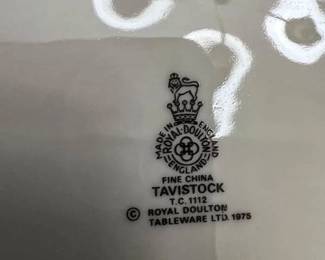 MADE IN ENGLAND
ROYAL DOULTON
ENGLAND
FINE CHINA
TAVISTOCK
T.C. 1112
© ROYAL DOULTON
TABLEWARE LTD. 1975